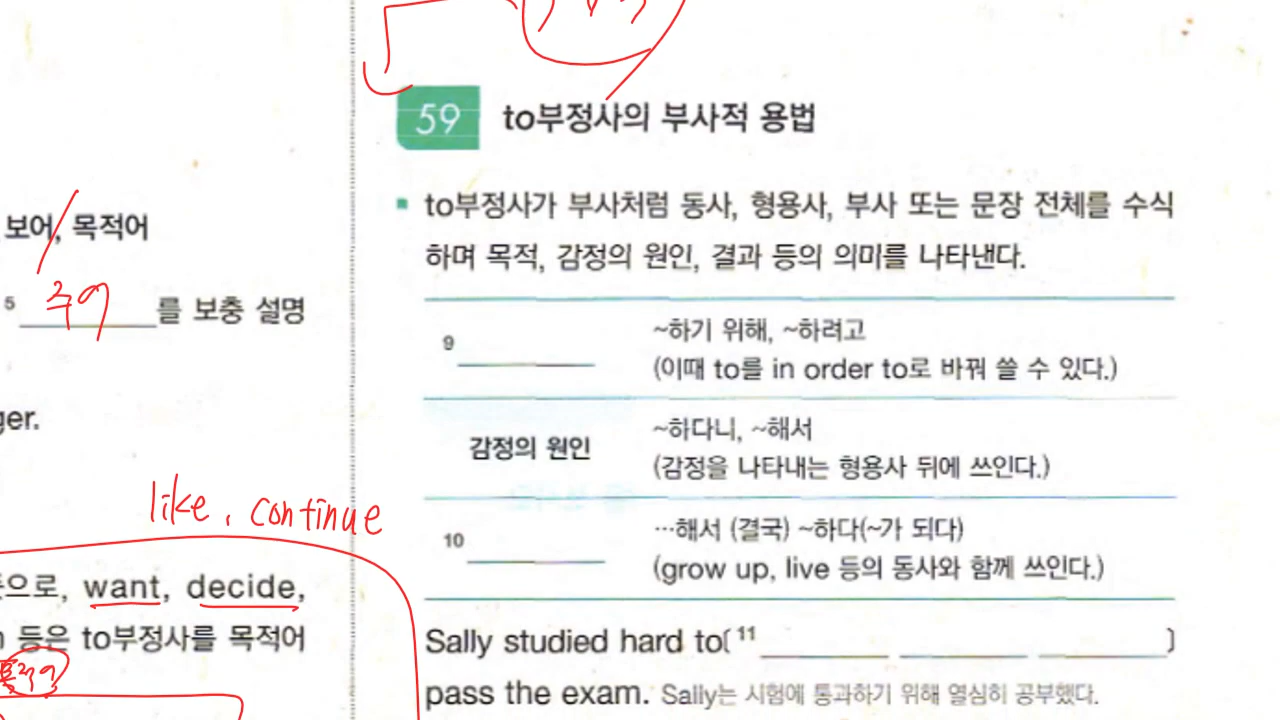 59 to부정사의 부사적 용법
to부정사가 부사처럼 동사, 형용사, 부사 또는 문장 전체를 수식
하며 목적, 감정의 원인, 결과 등의 의미를 나타낸다.
9 ~하기 위해, ~하려고
(이때 to를 in order to로 바꿔 쓸 수 있다.)
감정의 원인 ~하다니, ~해서
(감정을 나타내는 형용사 뒤에 쓰인다.)
10 …해서 (결국) ~하다(~가 되다)
(grow up, live 등의 동사와 함께 쓰인다.)
Sally studied hard to( 11 )
pass the exam. Sally는 시험에 통과하기 위해 열심히 공부했다.
보어, 목적어
5 주어 를 보충 설명
ger.
like, continue
으로, want, decide,
등은 to부정사를 목적어